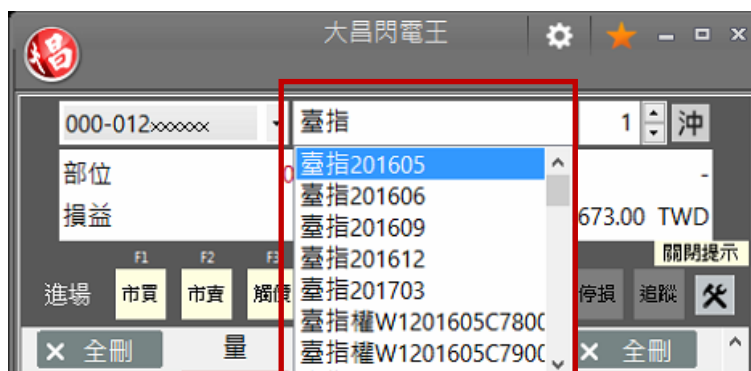 昌
大昌閃電王
000-012xxxxxx 臺指 1 沖
部位 0 -
損益 673.00 TWD
臺指201605
臺指201606
臺指201609
臺指201612
臺指201703
臺指權W1201605C7800
臺指權W1201605C7900
關閉提示
F1 F2 F3
進場 市買 市賣 觸價 停損 追蹤
× 全刪 量 × 全刪